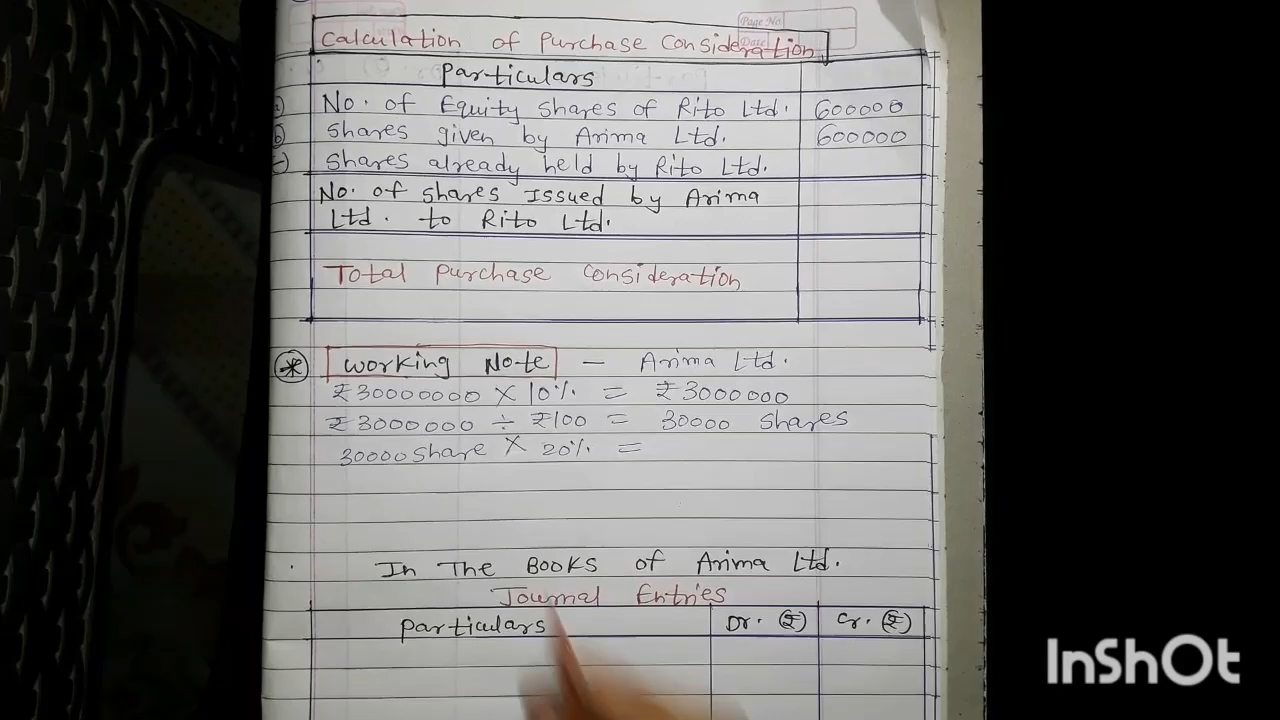 Page No.
Date
Calculation of Purchase Consideration
Particulars
a) No. of Equity Shares of Rito Ltd. 600000
b) Shares given by Arima Ltd. 600000
c) Shares already held by Rito Ltd.
No. of shares Issued by Arima
Ltd. to Rito Ltd.
Total Purchase Consideration
* Working Note - Arima Ltd.
₹30000000 × 10% = ₹3000000
₹3000000 ÷ ₹100 = 30000 Shares
30000 Share × 20% =
In The Books of Arima Ltd.
Journal Entries
Particulars Dr. (₹) Cr. (₹)
InShOt